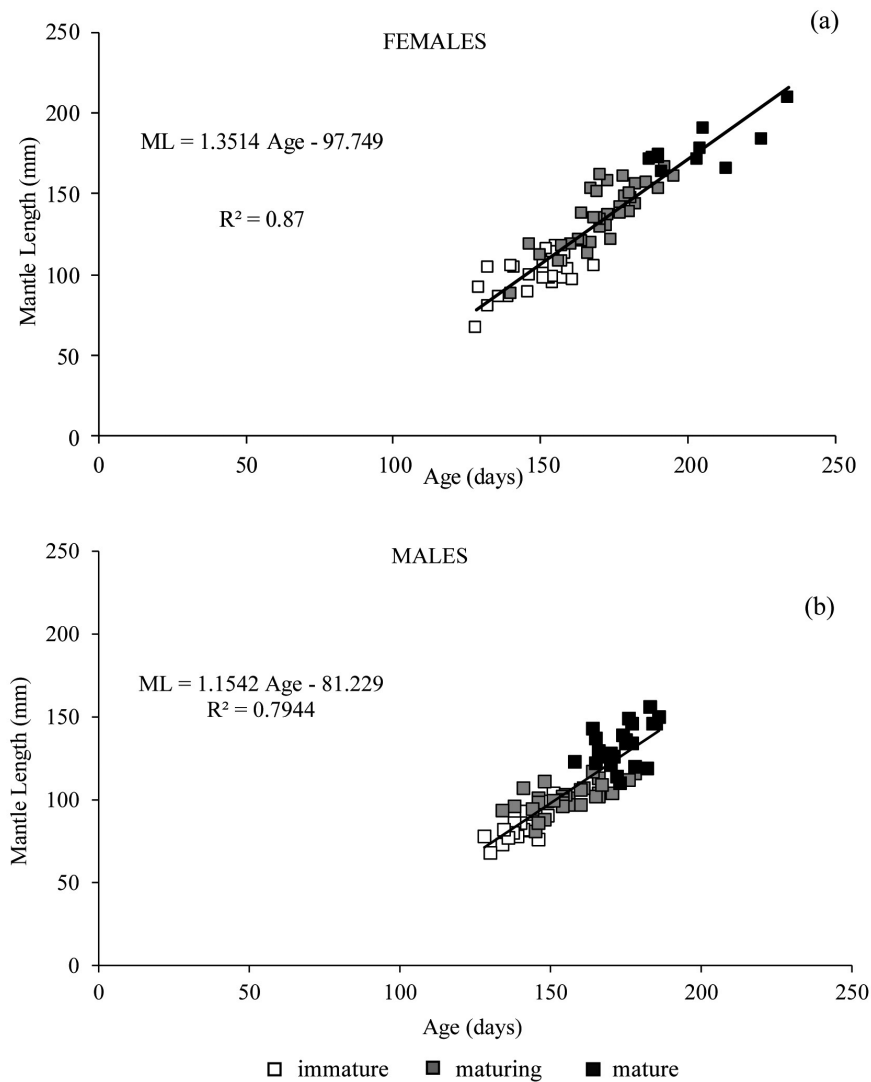 (a)
FEMALES
ML = 1.3514 Age - 97.749
R² = 0.87
Mantle Length (mm)
250
200
150
100
50
0
0 50 100 150 200 250
Age (days)
MALES
(b)
ML = 1.1542 Age - 81.229
R² = 0.7944
Mantle Length (mm)
250
200
150
100
50
0
0 50 100 150 200 250
Age (days)
immature maturing mature